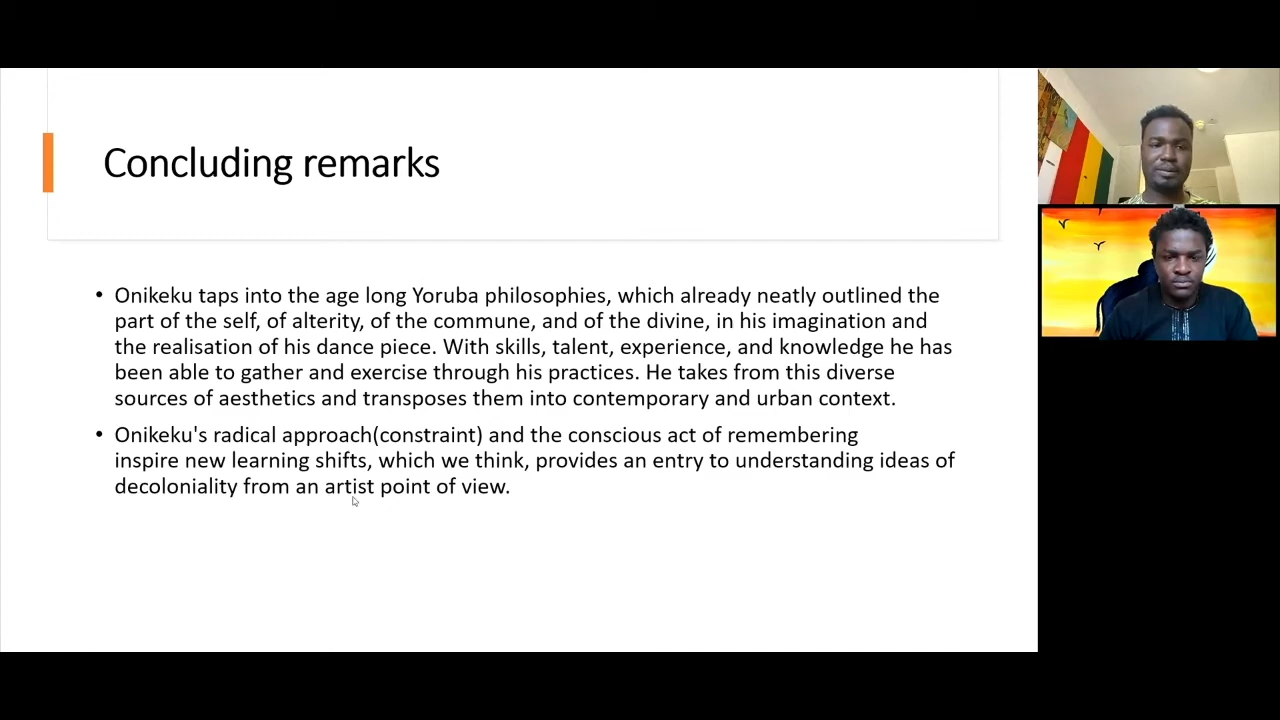 Concluding remarks
• Onikeku taps into the age long Yoruba philosophies, which already neatly outlined the
part of the self, of alterity, of the commune, and of the divine, in his imagination and
the realisation of his dance piece. With skills, talent, experience, and knowledge he has
been able to gather and exercise through his practices. He takes from this diverse
sources of aesthetics and transposes them into contemporary and urban context.
• Onikeku's radical approach(constraint) and the conscious act of remembering
inspire new learning shifts, which we think, provides an entry to understanding ideas of
decoloniality from an artist point of view.